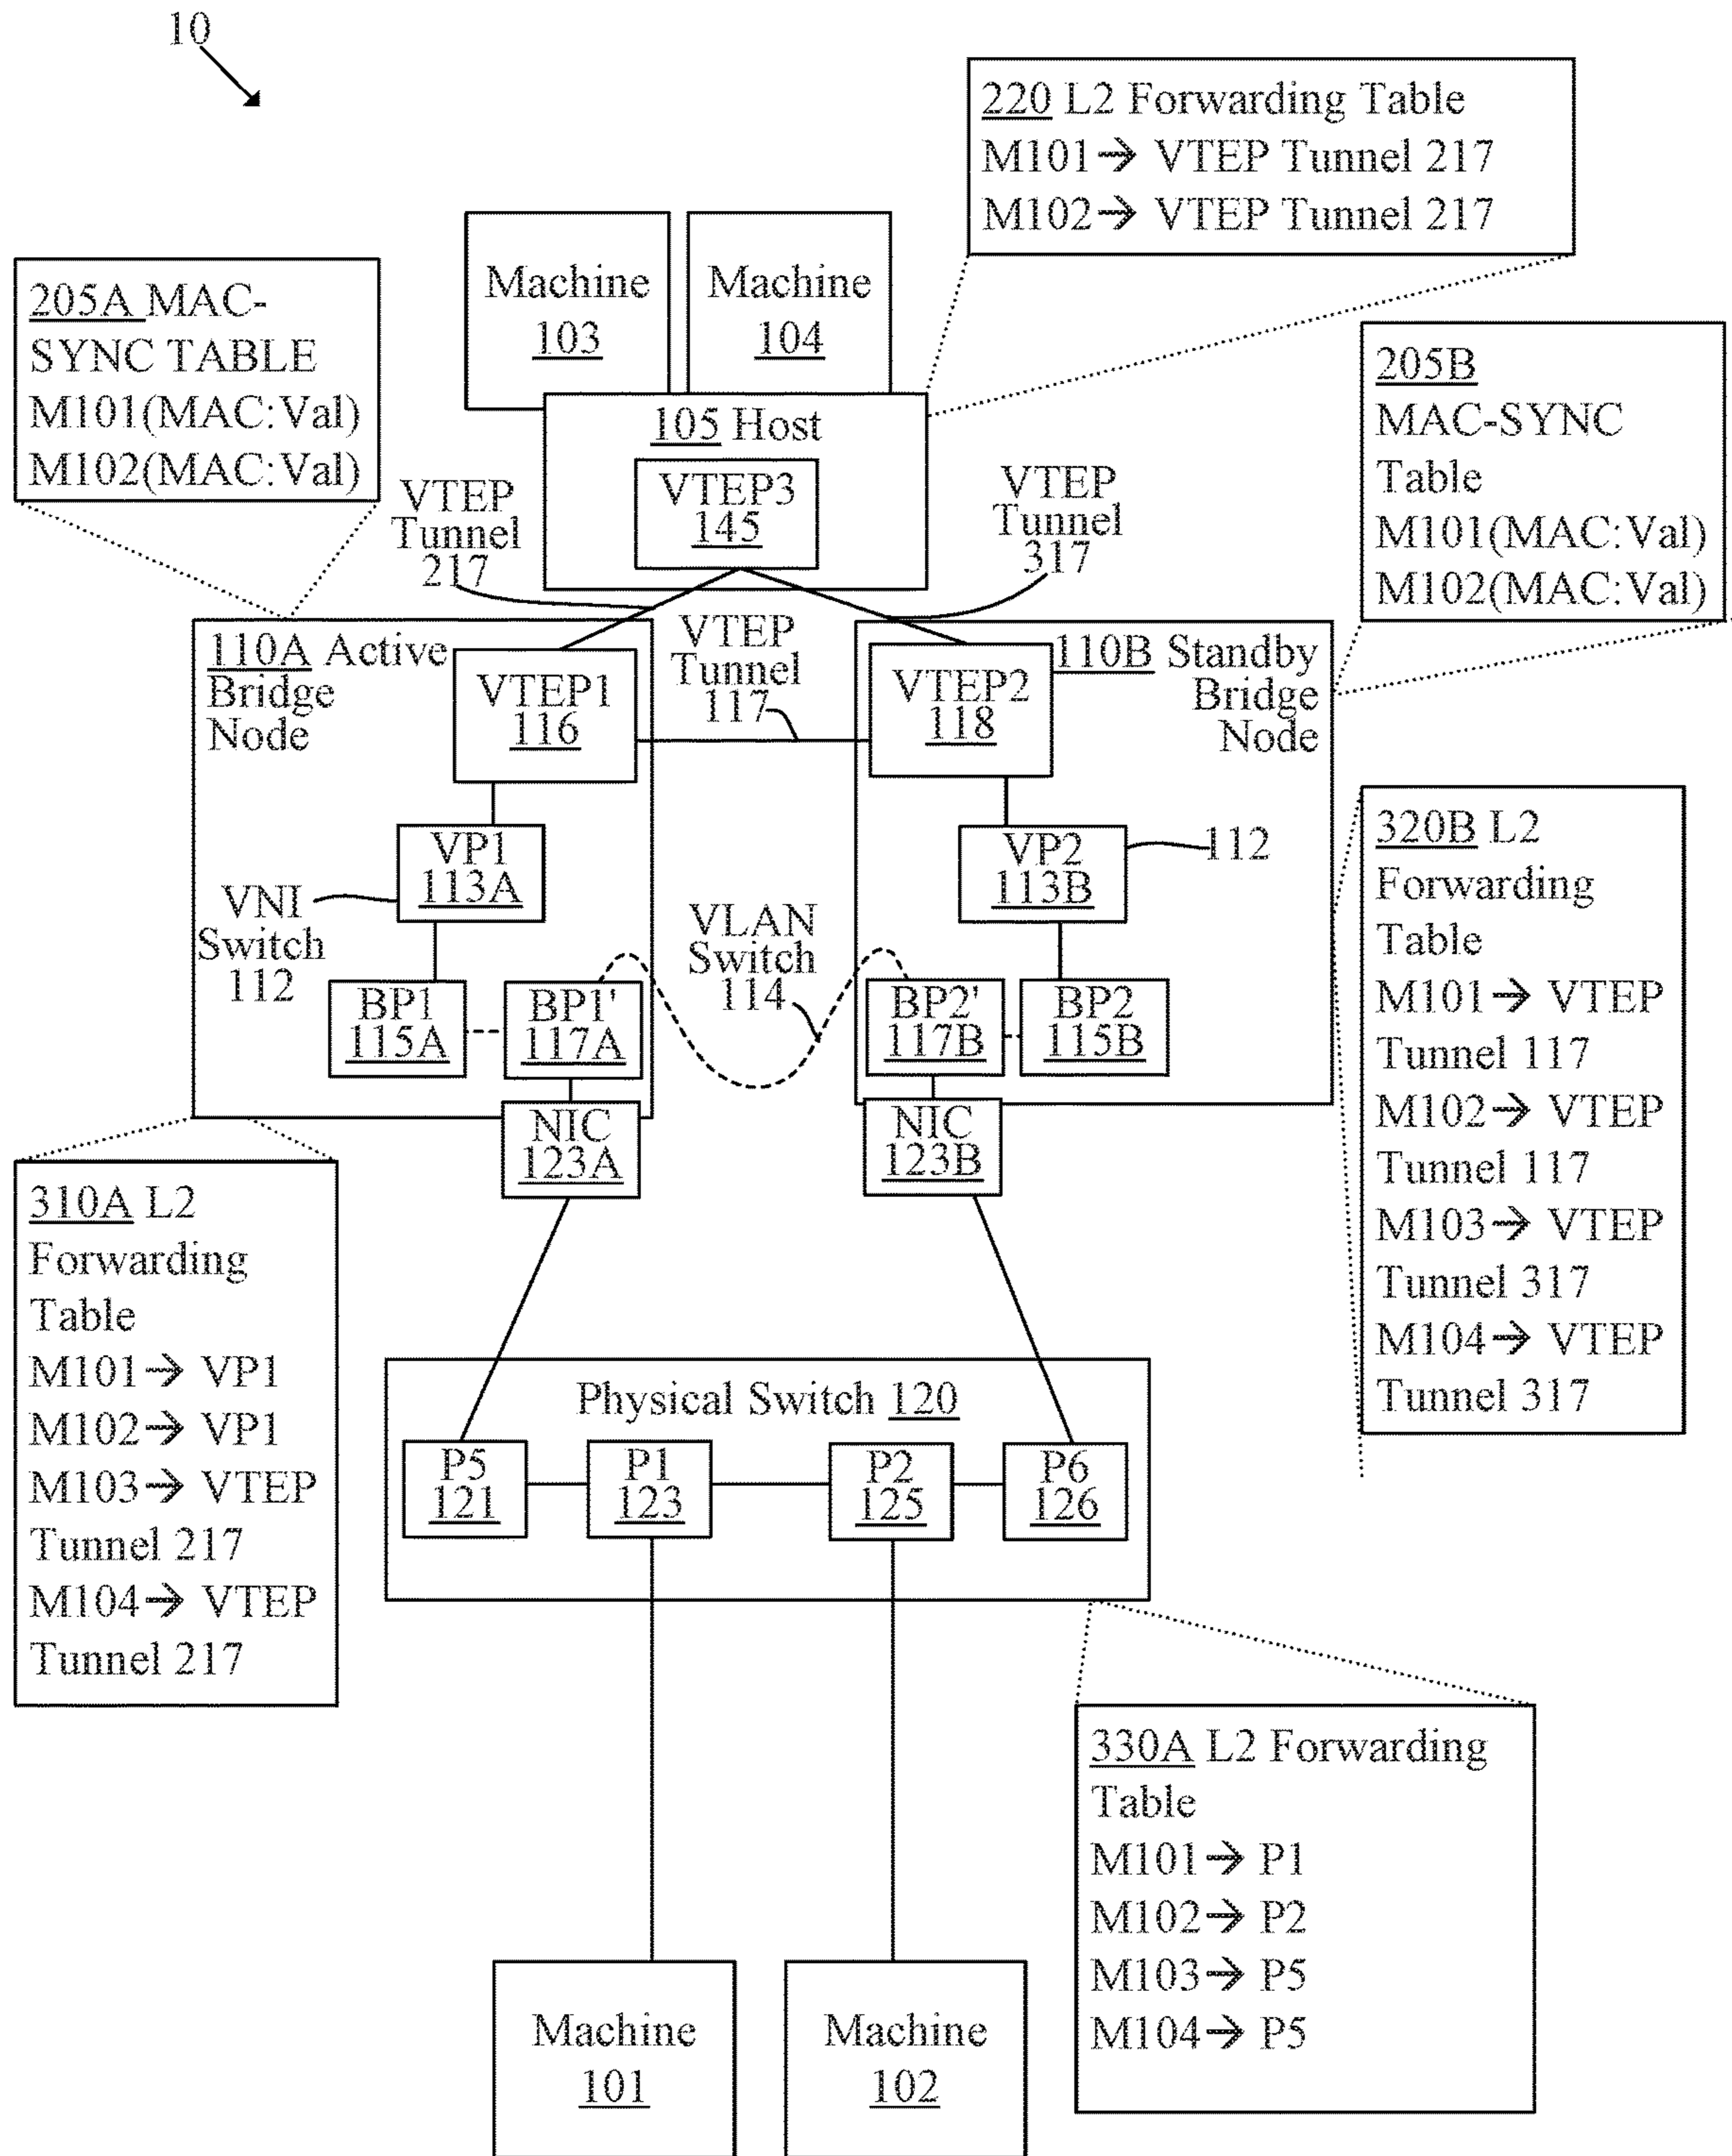 10
220 L2 Forwarding Table
M101→ VTEP Tunnel 217
M102→ VTEP Tunnel 217
Machine
103
Machine
104
205A MAC-
SYNC TABLE
M101(MAC:Val)
M102(MAC:Val)
105 Host
VTEP3
145
205B
MAC-SYNC
Table
M101(MAC:Val)
M102(MAC:Val)
VTEP
Tunnel
217
VTEP
Tunnel
317
110A Active
Bridge
Node
VTEP1
116
VTEP
Tunnel
117
VTEP2
118
110B Standby
Bridge
Node
VP1
113A
VP2
113B
112
VNI
Switch
112
VLAN
Switch
114
BP1
115A
BP1'
117A
BP2'
117B
BP2
115B
NIC
123A
NIC
123B
320B L2
Forwarding
Table
M101→ VTEP
Tunnel 117
M102→ VTEP
Tunnel 117
M103→ VTEP
Tunnel 317
M104→ VTEP
Tunnel 317
310A L2
Forwarding
Table
M101→ VP1
M102→ VP1
M103→ VTEP
Tunnel 217
M104→ VTEP
Tunnel 217
Physical Switch 120
P5
121
P1
123
P2
125
P6
126
330A L2 Forwarding
Table
M101→ P1
M102→ P2
M103→ P5
M104→ P5
Machine
101
Machine
102